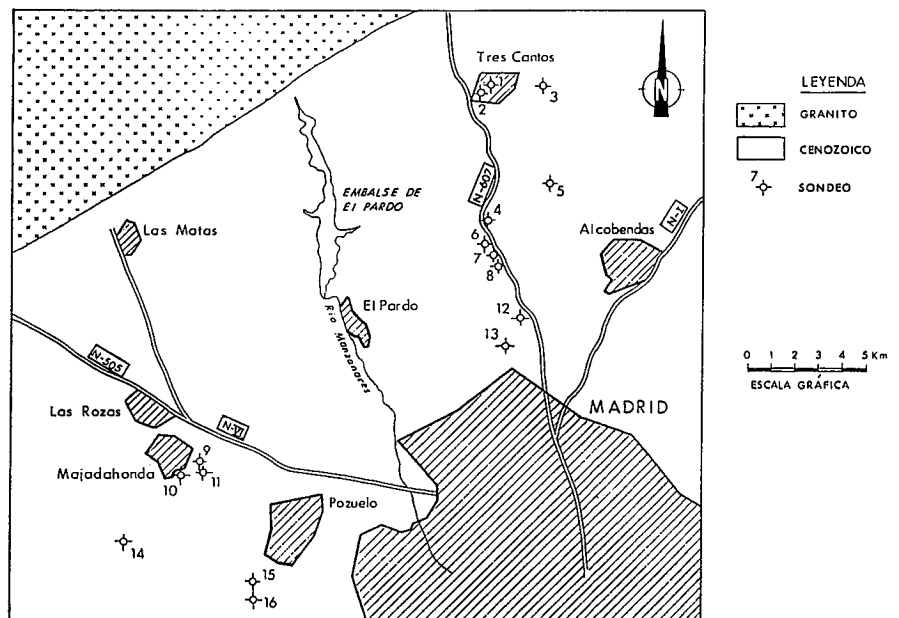 Tres Cantos
1
2
3
N
LEYENDA
GRANITO
CENOZOICO
7
SONDEO
N-607
EMBALSE DE
El PARDO
5
4
N-I
Las Matas
Alcobendas
6
7
8
El Pardo
12
Rio Manzanares
13
N-505
0 1 2 3 4 5 Km
ESCALA GRÁFICA
Las Rozas
MADRID
N-VI
9
Majadahonda
10
11
Pozuelo
14
15
16